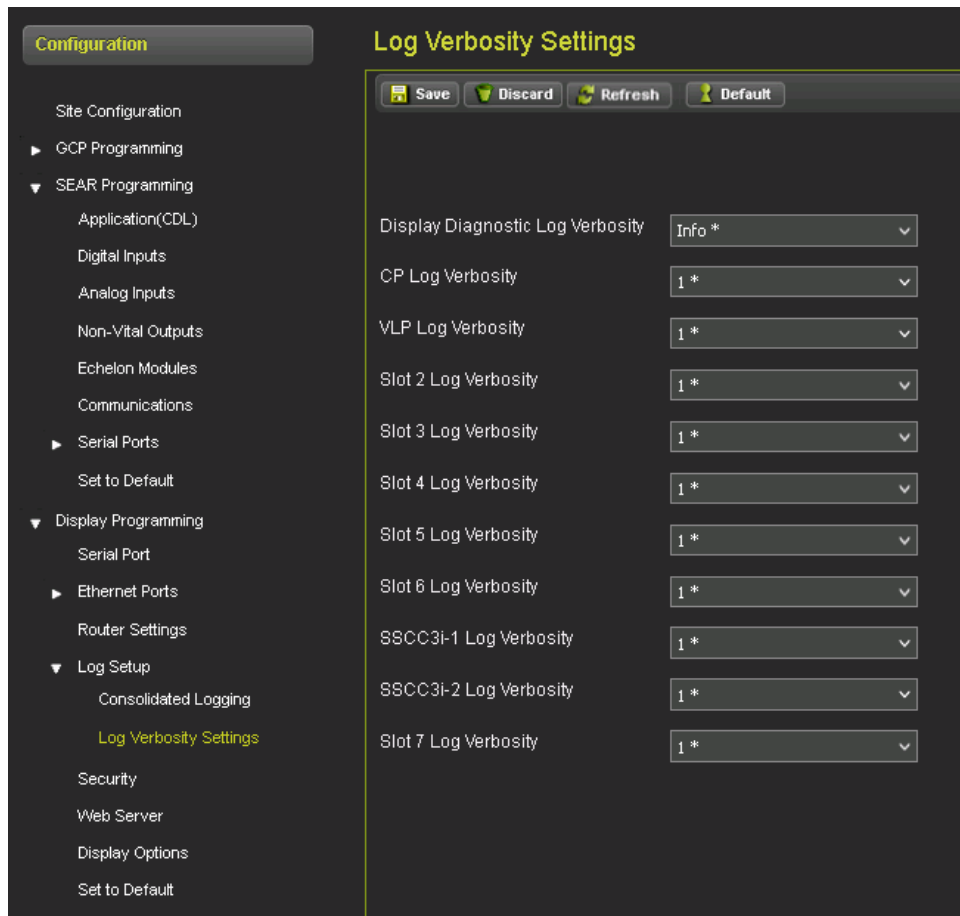 Configuration
Site Configuration
GCP Programming
SEAR Programming
Application(CDL)
Digital Inputs
Analog Inputs
Non-Vital Outputs
Echelon Modules
Communications
Serial Ports
Set to Default
Display Programming
Serial Port
Ethernet Ports
Router Settings
Log Setup
Consolidated Logging
Log Verbosity Settings
Security
Web Server
Display Options
Set to Default
Log Verbosity Settings
Save Discard Refresh Default
Display Diagnostic Log Verbosity Info *
CP Log Verbosity 1 *
VLP Log Verbosity 1 *
Slot 2 Log Verbosity 1 *
Slot 3 Log Verbosity 1 *
Slot 4 Log Verbosity 1 *
Slot 5 Log Verbosity 1 *
Slot 6 Log Verbosity 1 *
SSCC3i-1 Log Verbosity 1 *
SSCC3i-2 Log Verbosity 1 *
Slot 7 Log Verbosity 1 *